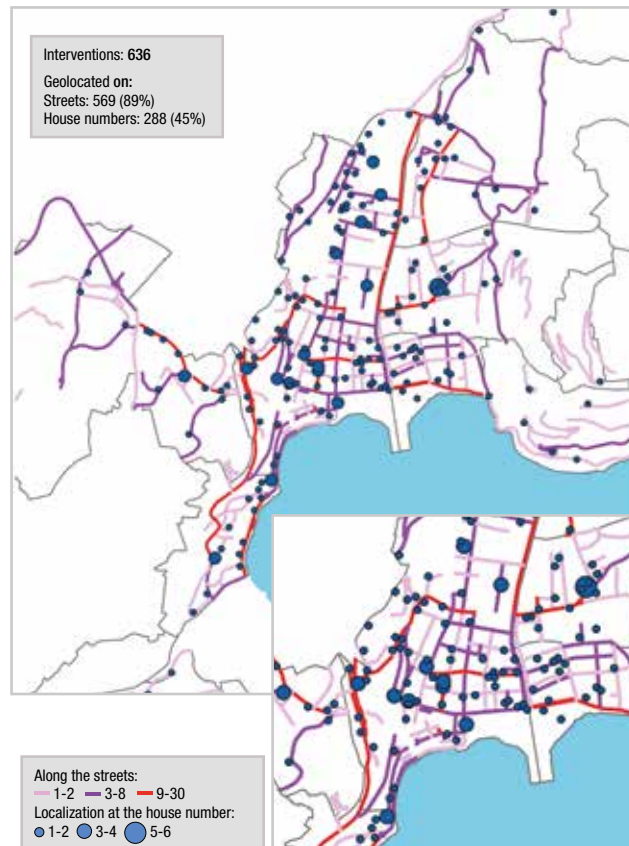 Interventions: 636
Geolocated on:
Streets: 569 (89%)
House numbers: 288 (45%)
Along the streets:
1-2 3-8 9-30
Localization at the house number:
1-2 3-4 5-6